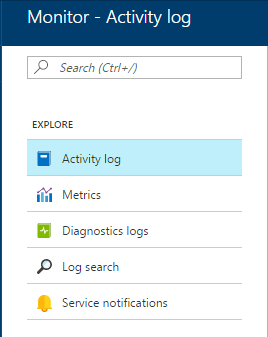 Monitor - Activity log
Search (Ctrl+/)
EXPLORE
Activity log
Metrics
Diagnostics logs
Log search
Service notifications